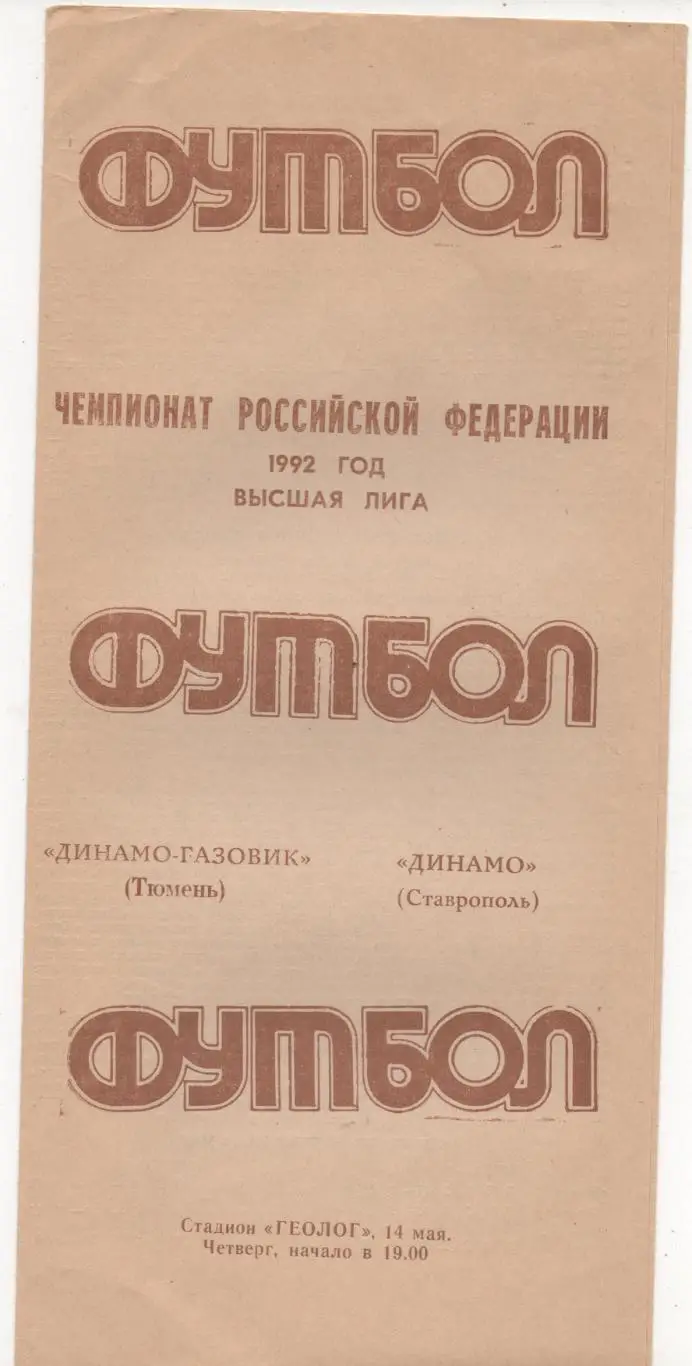 ФУТБОЛ
ЧЕМПИОНАТ РОССИЙСКОЙ ФЕДЕРАЦИИ
1992 ГОД
ВЫСШАЯ ЛИГА
ФУТБОЛ
«ДИНАМО-ГАЗОВИК»
(Тюмень)
«ДИНАМО»
(Ставрополь)
ФУТБОЛ
Стадион «ГЕОЛОГ», 14 мая.
Четверг, начало в 19.00